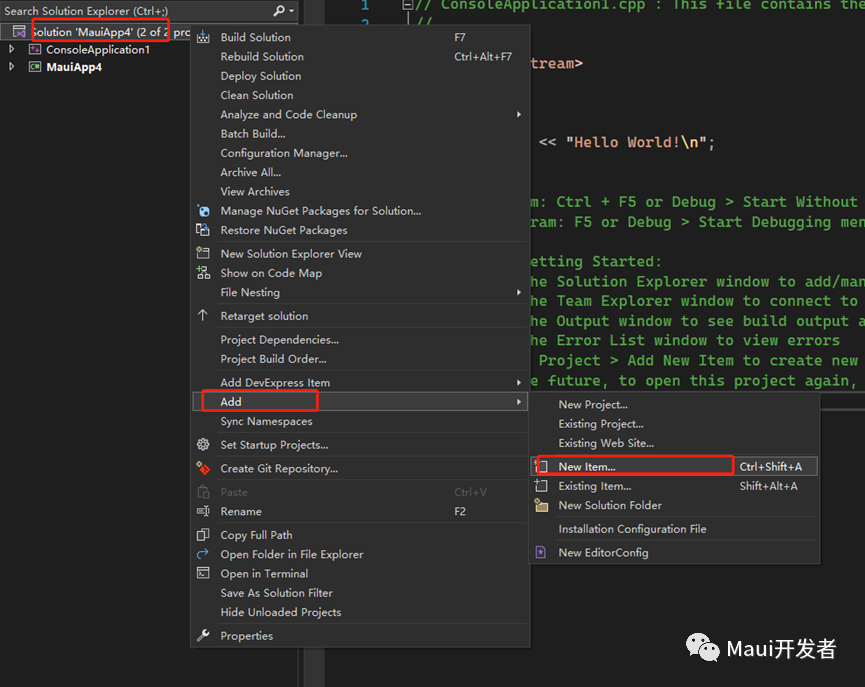 Search Solution Explorer (Ctrl+;)
Solution 'MauiApp4' (2 of 2 pro
ConsoleApplication1
MauiApp4
1 // ConsoleApplication1.cpp : This file contains the
2 //
tream>
<< "Hello World!\n";
m: Ctrl + F5 or Debug > Start Without
ram: F5 or Debug > Start Debugging men
etting Started:
he Solution Explorer window to add/man
he Team Explorer window to connect to
he Output window to see build output a
he Error List window to view errors
Project > Add New Item to create new
e future, to open this project again,
Build Solution F7
Rebuild Solution Ctrl+Alt+F7
Deploy Solution
Clean Solution
Analyze and Code Cleanup
Batch Build...
Configuration Manager...
Archive All...
View Archives
Manage NuGet Packages for Solution...
Restore NuGet Packages
New Solution Explorer View
Show on Code Map
File Nesting
Retarget solution
Project Dependencies...
Project Build Order...
Add DevExpress Item
Add
Sync Namespaces
Set Startup Projects...
Create Git Repository...
Paste Ctrl+V
Rename F2
Copy Full Path
Open Folder in File Explorer
Open in Terminal
Save As Solution Filter
Hide Unloaded Projects
Properties
New Project...
Existing Project...
Existing Web Site...
New Item... Ctrl+Shift+A
Existing Item... Shift+Alt+A
New Solution Folder
Installation Configuration File
New EditorConfig
Maui开发者